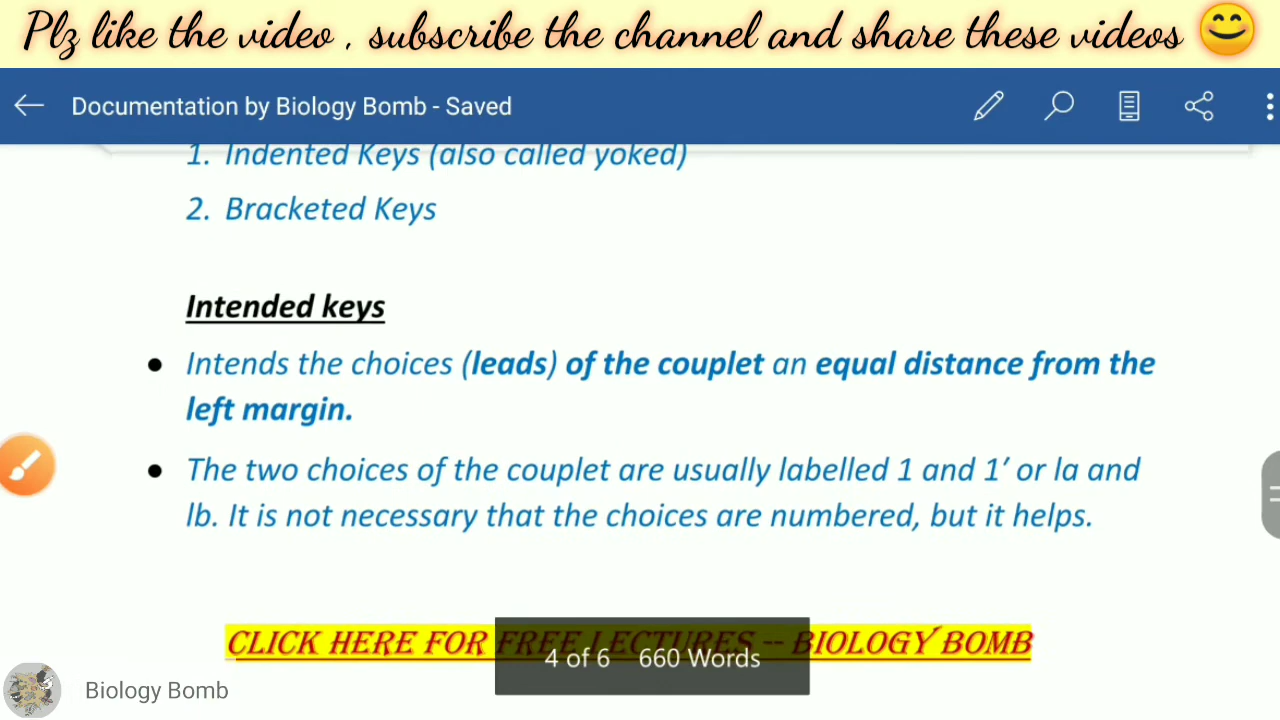 Plz like the video , subscribe the channel and share these videos 😊
Documentation by Biology Bomb - Saved
1. Indented Keys (also called yoked)
2. Bracketed Keys
Intended keys
● Intends the choices (leads) of the couplet an equal distance from the
left margin.
● The two choices of the couplet are usually labelled 1 and 1′ or la and
lb. It is not necessary that the choices are numbered, but it helps.
CLICK HERE FOR FREE LECTURES -- BIOLOGY BOMB
4 of 6 660 Words
Biology Bomb